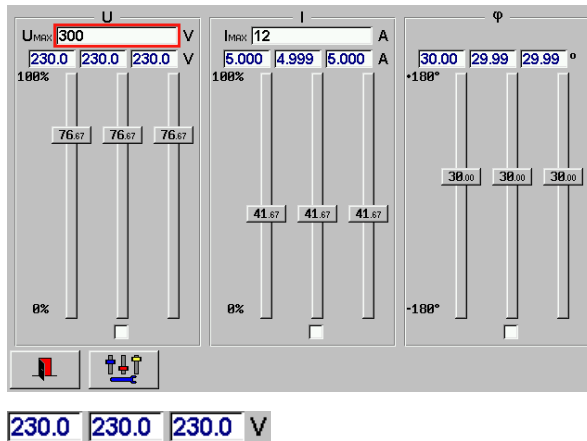 U I φ
UMAX 300 V IMAX 12 A
230.0 230.0 230.0 V 5.000 4.999 5.000 A 30.00 29.99 29.99 °
100% 100% +180°
76.67 76.67 76.67
30.00 30.00 30.00
41.67 41.67 41.67
0% 0% -180°
230.0 230.0 230.0 V